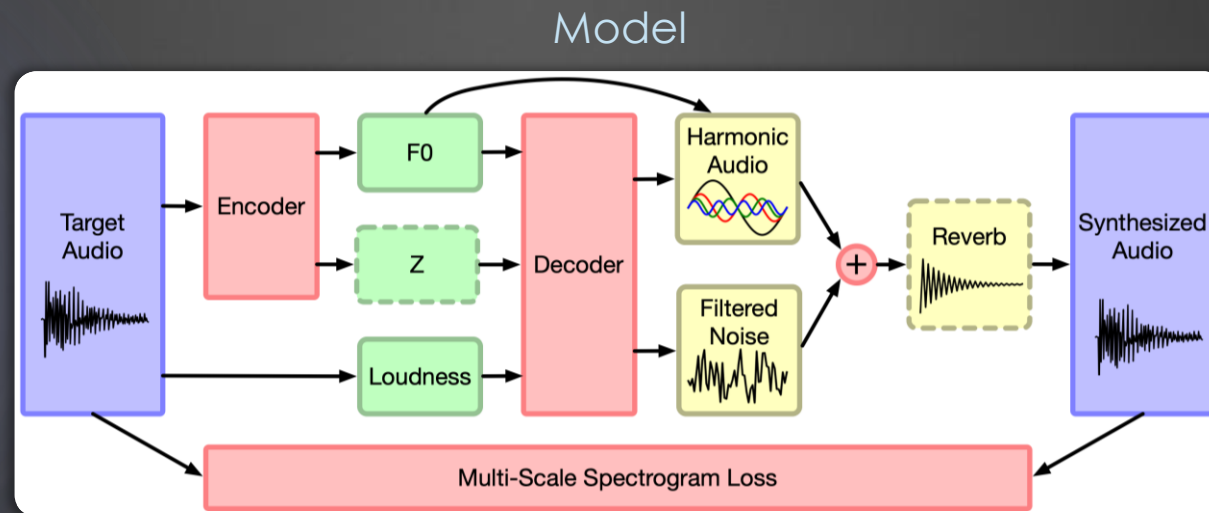 Model
Target
Audio
Encoder
F0
Z
Loudness
Decoder
Harmonic
Audio
Filtered
Noise
+
Reverb
Synthesized
Audio
Multi-Scale Spectrogram Loss